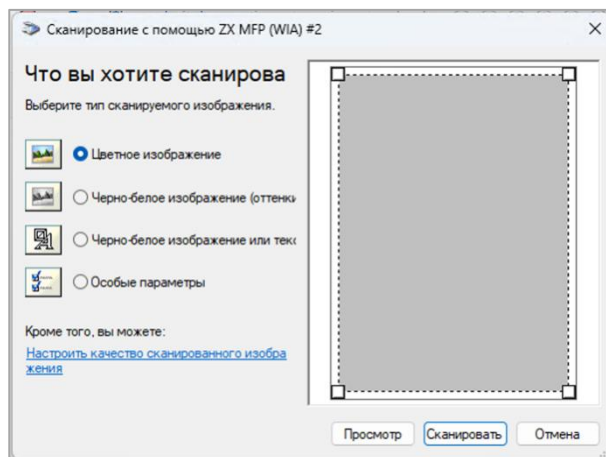 Сканирование с помощью ZX MFP (WIA) #2
Что вы хотите сканирова
Выберите тип сканируемого изображения.
Цветное изображение
Черно-белое изображение (оттенки
Черно-белое изображение или текс
Особые параметры
Кроме того, вы можете:
Настроить качество сканированного изобра
жения
Просмотр Сканировать Отмена